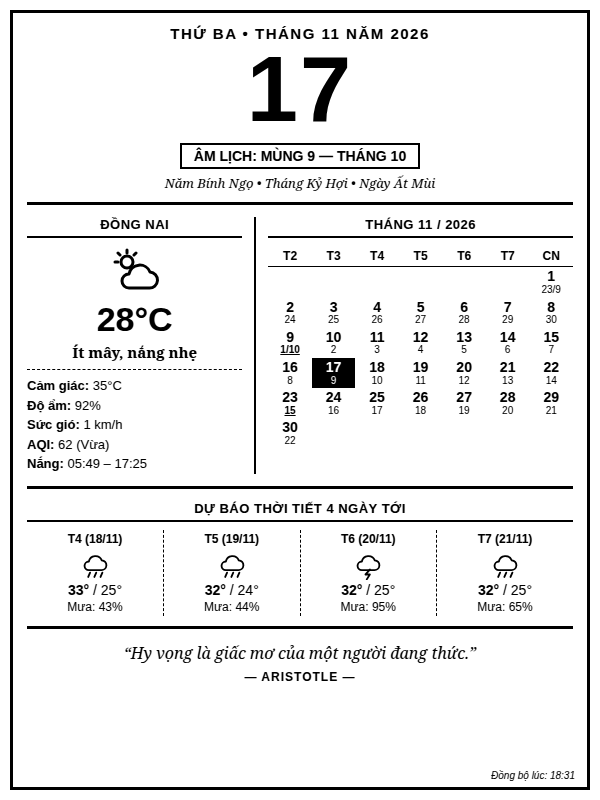 THỨ BA • THÁNG 11 NĂM 2026
17
ÂM LỊCH: MÙNG 9 — THÁNG 10
Năm Bính Ngọ • Tháng Kỷ Hợi • Ngày Ất Mùi
ĐỒNG NAI
28°C
Ít mây, nắng nhẹ
Cảm giác: 35°C
Độ ẩm: 92%
Sức gió: 1 km/h
AQI: 62 (Vừa)
Nắng: 05:49 – 17:25
THÁNG 11 / 2026
T2 T3 T4 T5 T6 T7 CN
1
23/9
2 3 4 5 6 7 8
24 25 26 27 28 29 30
9 10 11 12 13 14 15
1/10 2 3 4 5 6 7
16 17 18 19 20 21 22
8 9 10 11 12 13 14
23 24 25 26 27 28 29
15 16 17 18 19 20 21
30
22
DỰ BÁO THỜI TIẾT 4 NGÀY TỚI
T4 (18/11) T5 (19/11) T6 (20/11) T7 (21/11)
33° / 25° 32° / 24° 32° / 25° 32° / 25°
Mưa: 43% Mưa: 44% Mưa: 95% Mưa: 65%
“Hy vọng là giấc mơ của một người đang thức.”
— ARISTOTLE —
Đồng bộ lúc: 18:31